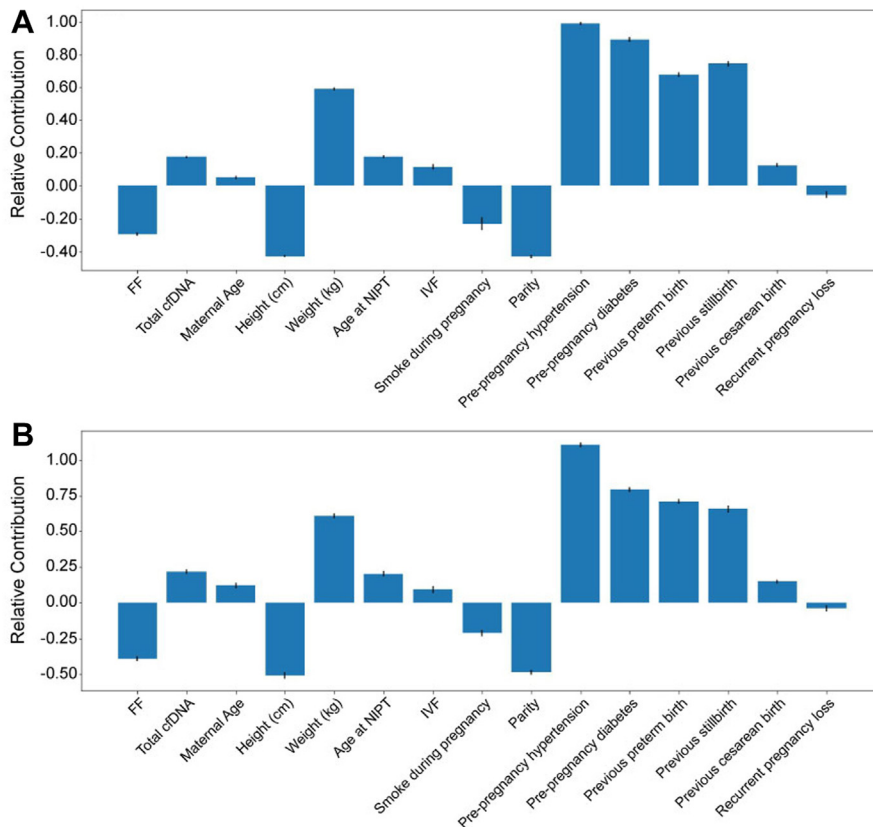 A
Relative Contribution
1.00
0.80
0.60
0.40
0.20
0.00
-0.20
-0.40
FF
Total cfDNA
Maternal Age
Height (cm)
Weight (kg)
Age at NIPT
IVF
Smoke during pregnancy
Parity
Pre-pregnancy hypertension
Pre-pregnancy diabetes
Previous preterm birth
Previous stillbirth
Previous cesarean birth
Recurrent pregnancy loss
B
Relative Contribution
1.00
0.75
0.50
0.25
0.00
-0.25
-0.50
FF
Total cfDNA
Maternal Age
Height (cm)
Weight (kg)
Age at NIPT
IVF
Smoke during pregnancy
Parity
Pre-pregnancy hypertension
Pre-pregnancy diabetes
Previous preterm birth
Previous stillbirth
Previous cesarean birth
Recurrent pregnancy loss